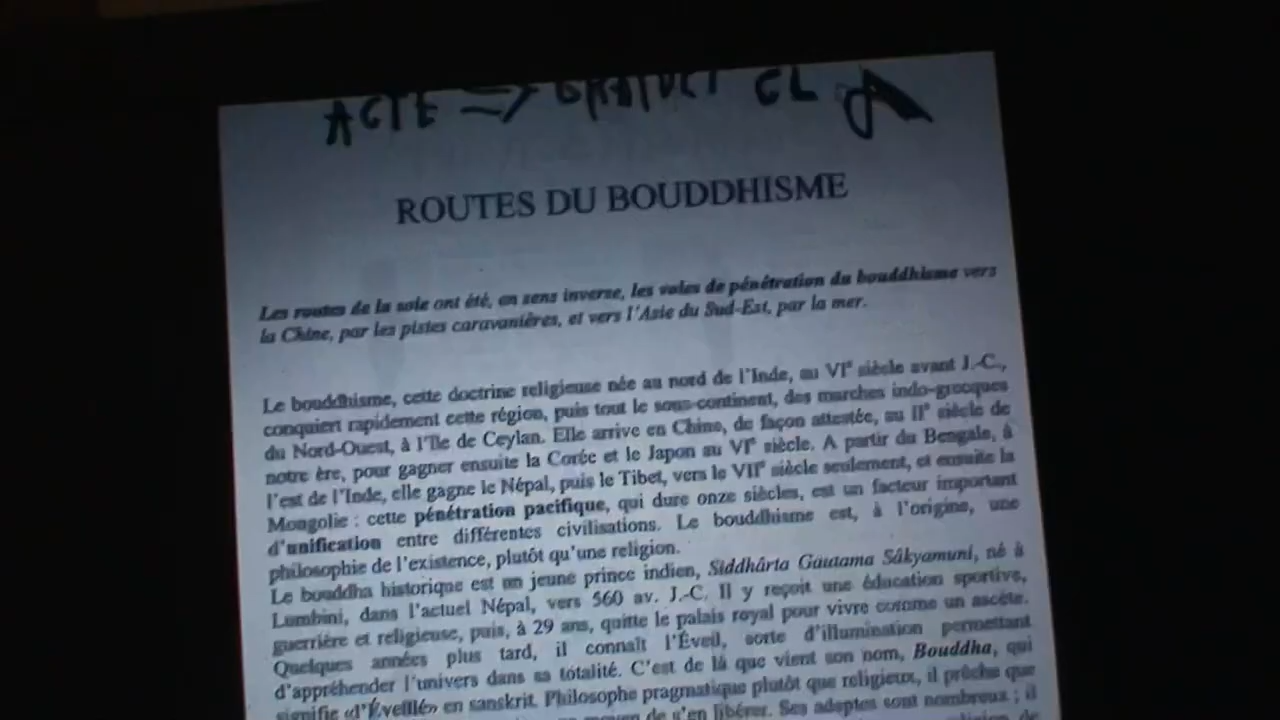 ACTE => GRATUIT CL
ROUTES DU BOUDDHISME
Les routes de la soie ont été, en sens inverse, les voies de pénétration du bouddhisme vers
la Chine, par les pistes caravanières, et vers l'Asie du Sud-Est, par la mer.
Le bouddhisme, cette doctrine religieuse née au nord de l'Inde, au VIe siècle avant J.-C.,
conquiert rapidement cette région, puis tout le sous-continent, des marches indo-grecques
du Nord-Ouest, à l'île de Ceylan. Elle arrive en Chine, de façon attestée, au IIe siècle de
notre ère, pour gagner ensuite la Corée et le Japon au VIe siècle. A partir du Bengale, à
l'est de l'Inde, elle gagne le Népal, puis le Tibet, vers le VIIe siècle seulement, et ensuite la
Mongolie : cette pénétration pacifique, qui dure onze siècles, est un facteur important
d'unification entre différentes civilisations. Le bouddhisme est, à l'origine, une
philosophie de l'existence, plutôt qu'une religion.
Le bouddha historique est un jeune prince indien, Siddhârta Gautama Sâkyamuni, né à
Lumbini, dans l'actuel Népal, vers 560 av. J.-C. Il y reçoit une éducation sportive,
guerrière et religieuse, puis, à 29 ans, quitte le palais royal pour vivre comme un ascète.
Quelques années plus tard, il connaît l'Éveil, sorte d'illumination permettant
d'appréhender l'univers dans sa totalité. C'est de là que vient son nom, Bouddha, qui
signifie «l'Éveillé» en sanskrit. Philosophe pragmatique plutôt que religieux, il prêche que
moyen de s'en libérer. Ses adeptes sont nombreux ; il